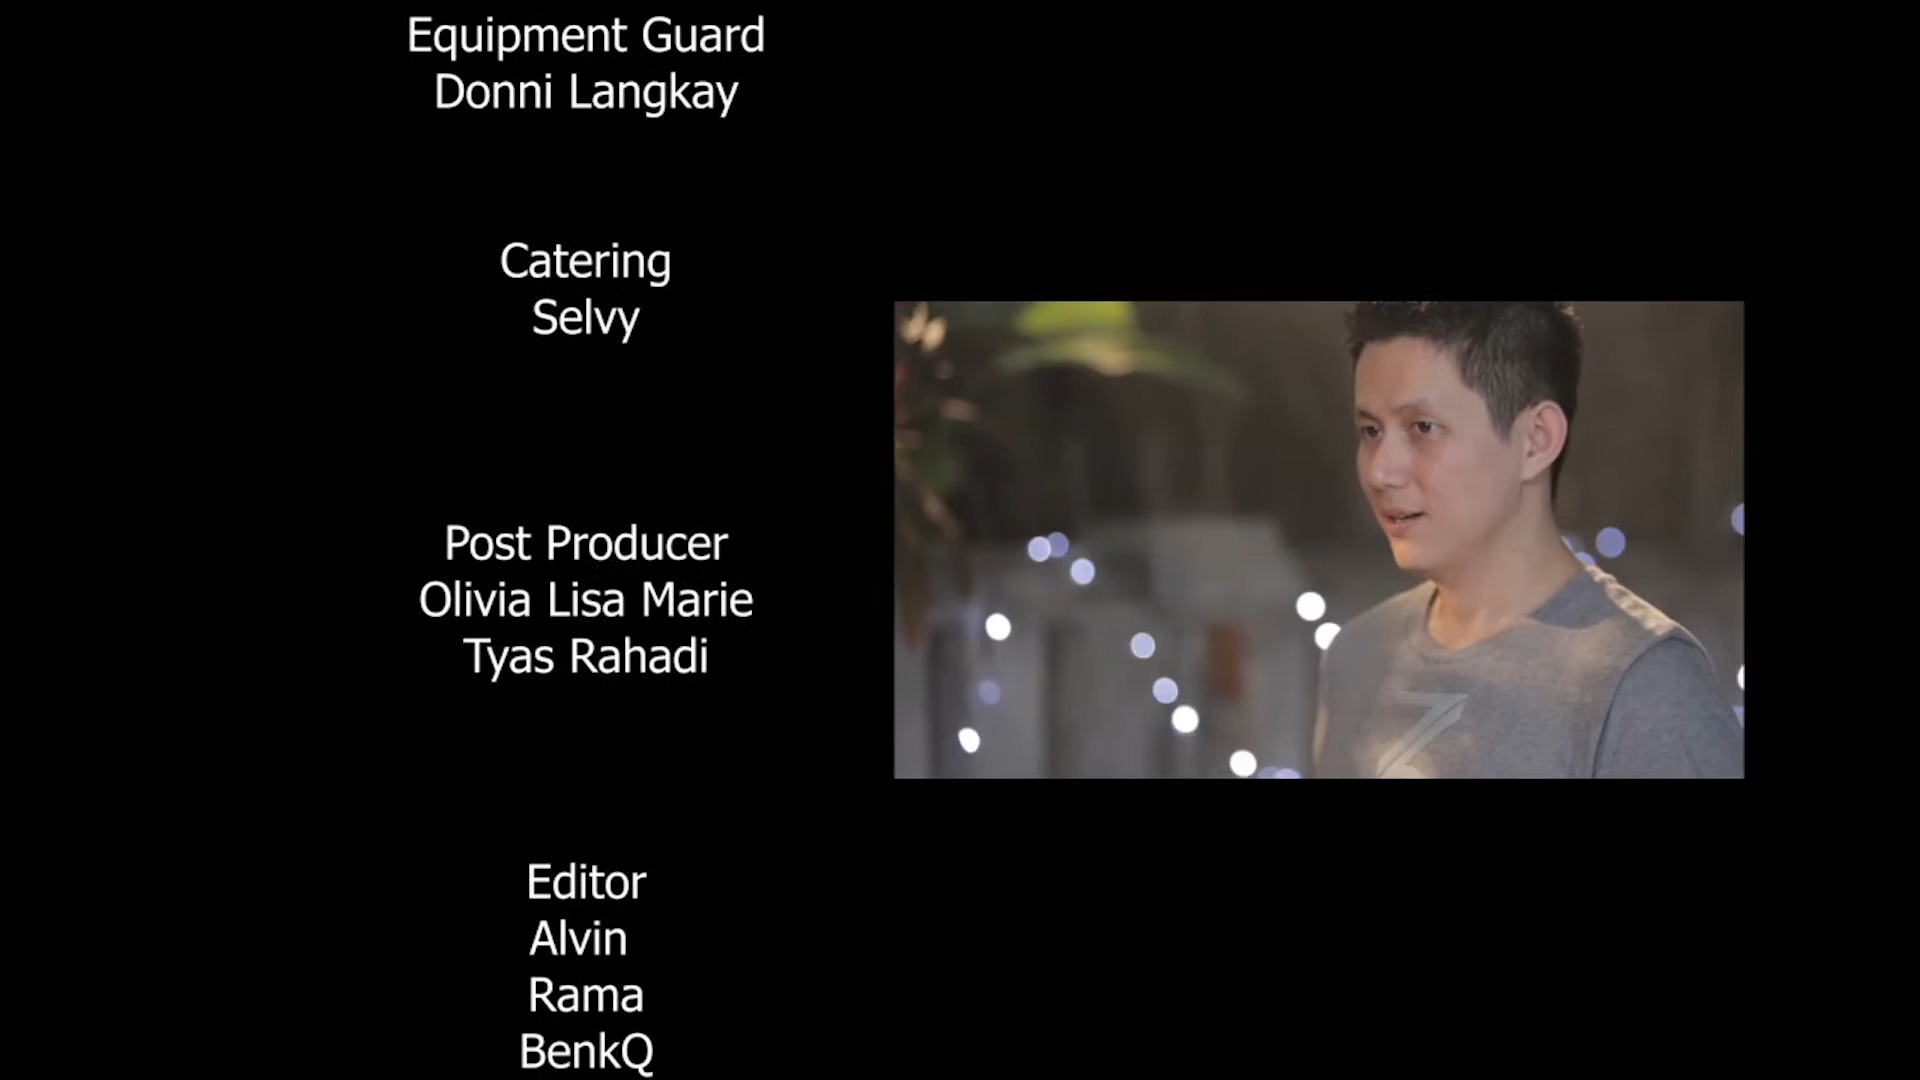 Equipment Guard
Donni Langkay
Catering
Selvy
Post Producer
Olivia Lisa Marie
Tyas Rahadi
Editor
Alvin
Rama
BenkQ